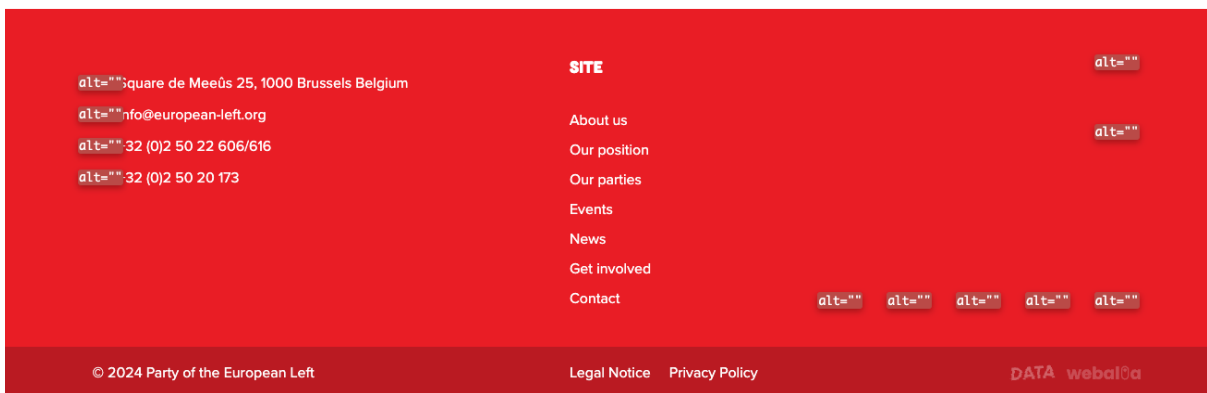 alt="" Square de Meeûs 25, 1000 Brussels Belgium
alt="" info@european-left.org
alt="" +32 (0)2 50 22 606/616
alt="" +32 (0)2 50 20 173
SITE
About us
Our position
Our parties
Events
News
Get involved
Contact
alt=""
alt=""
alt="" alt="" alt="" alt="" alt=""
© 2024 Party of the European Left
Legal Notice Privacy Policy
DATA webalia